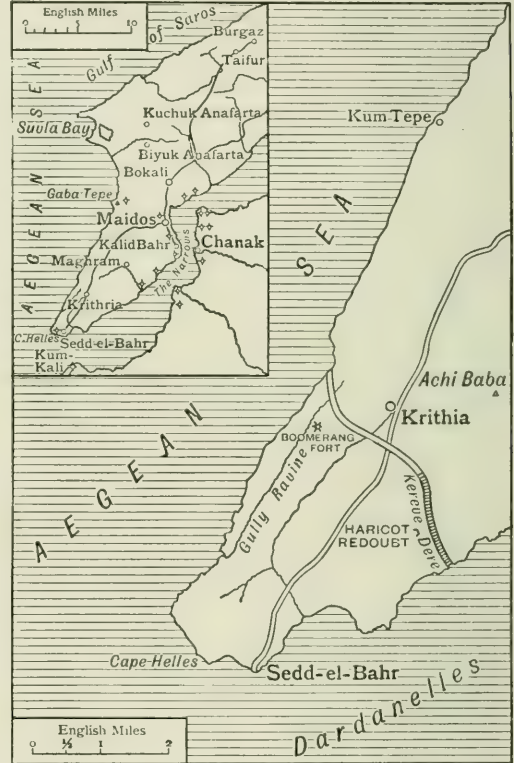 English Miles
0 5 10
Gulf of Saros
Burgaz
Taifur
AEGEAN SEA
Kuchuk Anafarta
Suvla Bay
Biyuk Anafarta
Bokali
Gaba Tepe
Maidos
Kalid Bahr
Chanak
Maghram
The Narrows
Krithria
C. Helles
Sedd-el-Bahr
Kum-
Kali
Kum Tepe
AEGEAN SEA
Achi Baba
Krithia
BOOMERANG
FORT
Gully Ravine
HARICOT
REDOUBT
Kereve Dere
Cape Helles
Sedd-el-Bahr
Dardanelles
English Miles
0 ½ 1 2